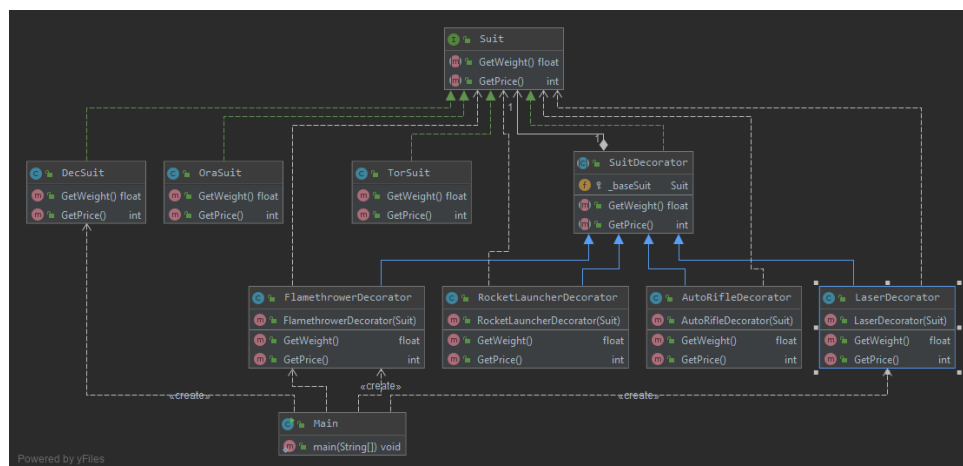 Suit
GetWeight() float
GetPrice() int
1
1
DecSuit
GetWeight() float
GetPrice() int
OraSuit
GetWeight() float
GetPrice() int
TorSuit
GetWeight() float
GetPrice() int
SuitDecorator
_baseSuit Suit
GetWeight() float
GetPrice() int
FlamethrowerDecorator
FlamethrowerDecorator(Suit)
GetWeight() float
GetPrice() int
RocketLauncherDecorator
RocketLauncherDecorator(Suit)
GetWeight() float
GetPrice() int
AutoRifleDecorator
AutoRifleDecorator(Suit)
GetWeight() float
GetPrice() int
LaserDecorator
LaserDecorator(Suit)
GetWeight() float
GetPrice() int
«create»
«create»
«create»
Main
main(String[]) void
Powered by yFiles